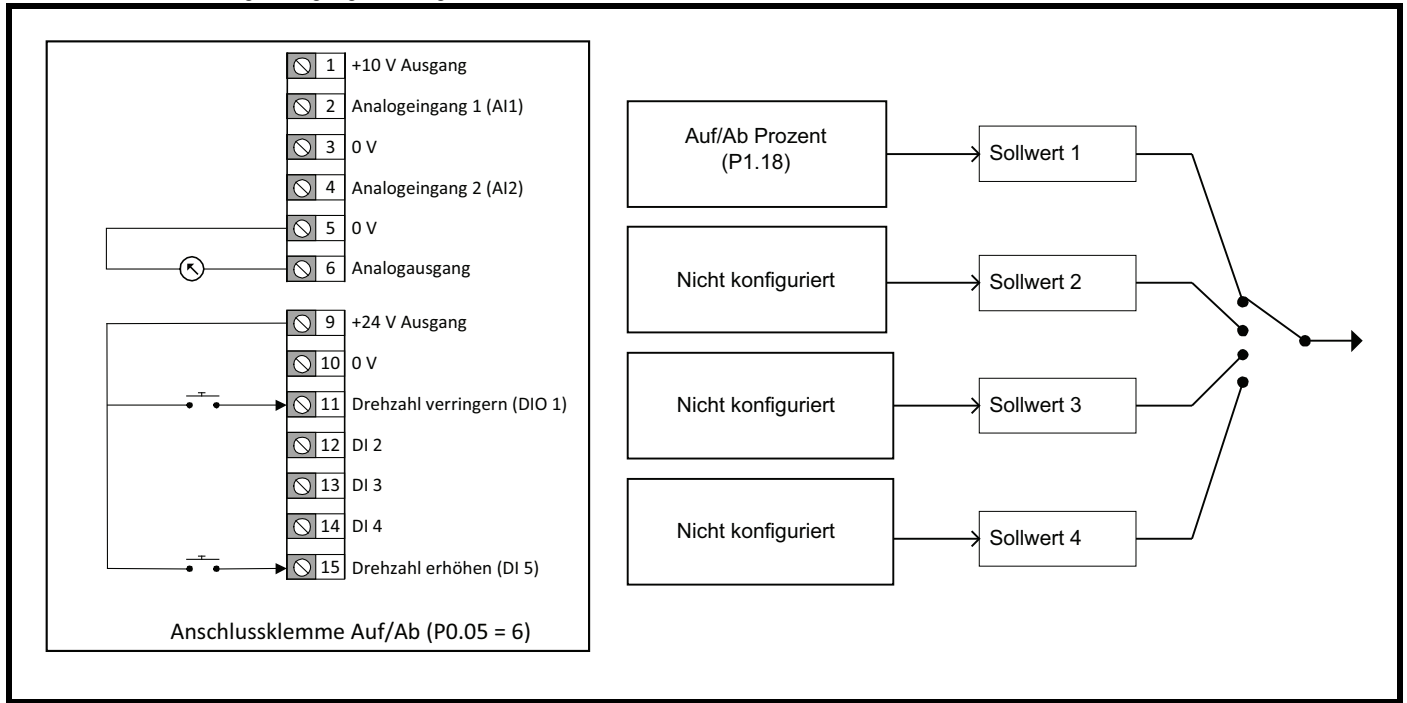 1 +10 V Ausgang
2 Analogeingang 1 (AI1)
3 0 V
4 Analogeingang 2 (AI2)
5 0 V
6 Analogausgang
9 +24 V Ausgang
10 0 V
11 Drehzahl verringern (DIO 1)
12 DI 2
13 DI 3
14 DI 4
15 Drehzahl erhöhen (DI 5)
Anschlussklemme Auf/Ab (P0.05 = 6)
Auf/Ab Prozent
(P1.18)
Sollwert 1
Nicht konfiguriert
Sollwert 2
Nicht konfiguriert
Sollwert 3
Nicht konfiguriert
Sollwert 4